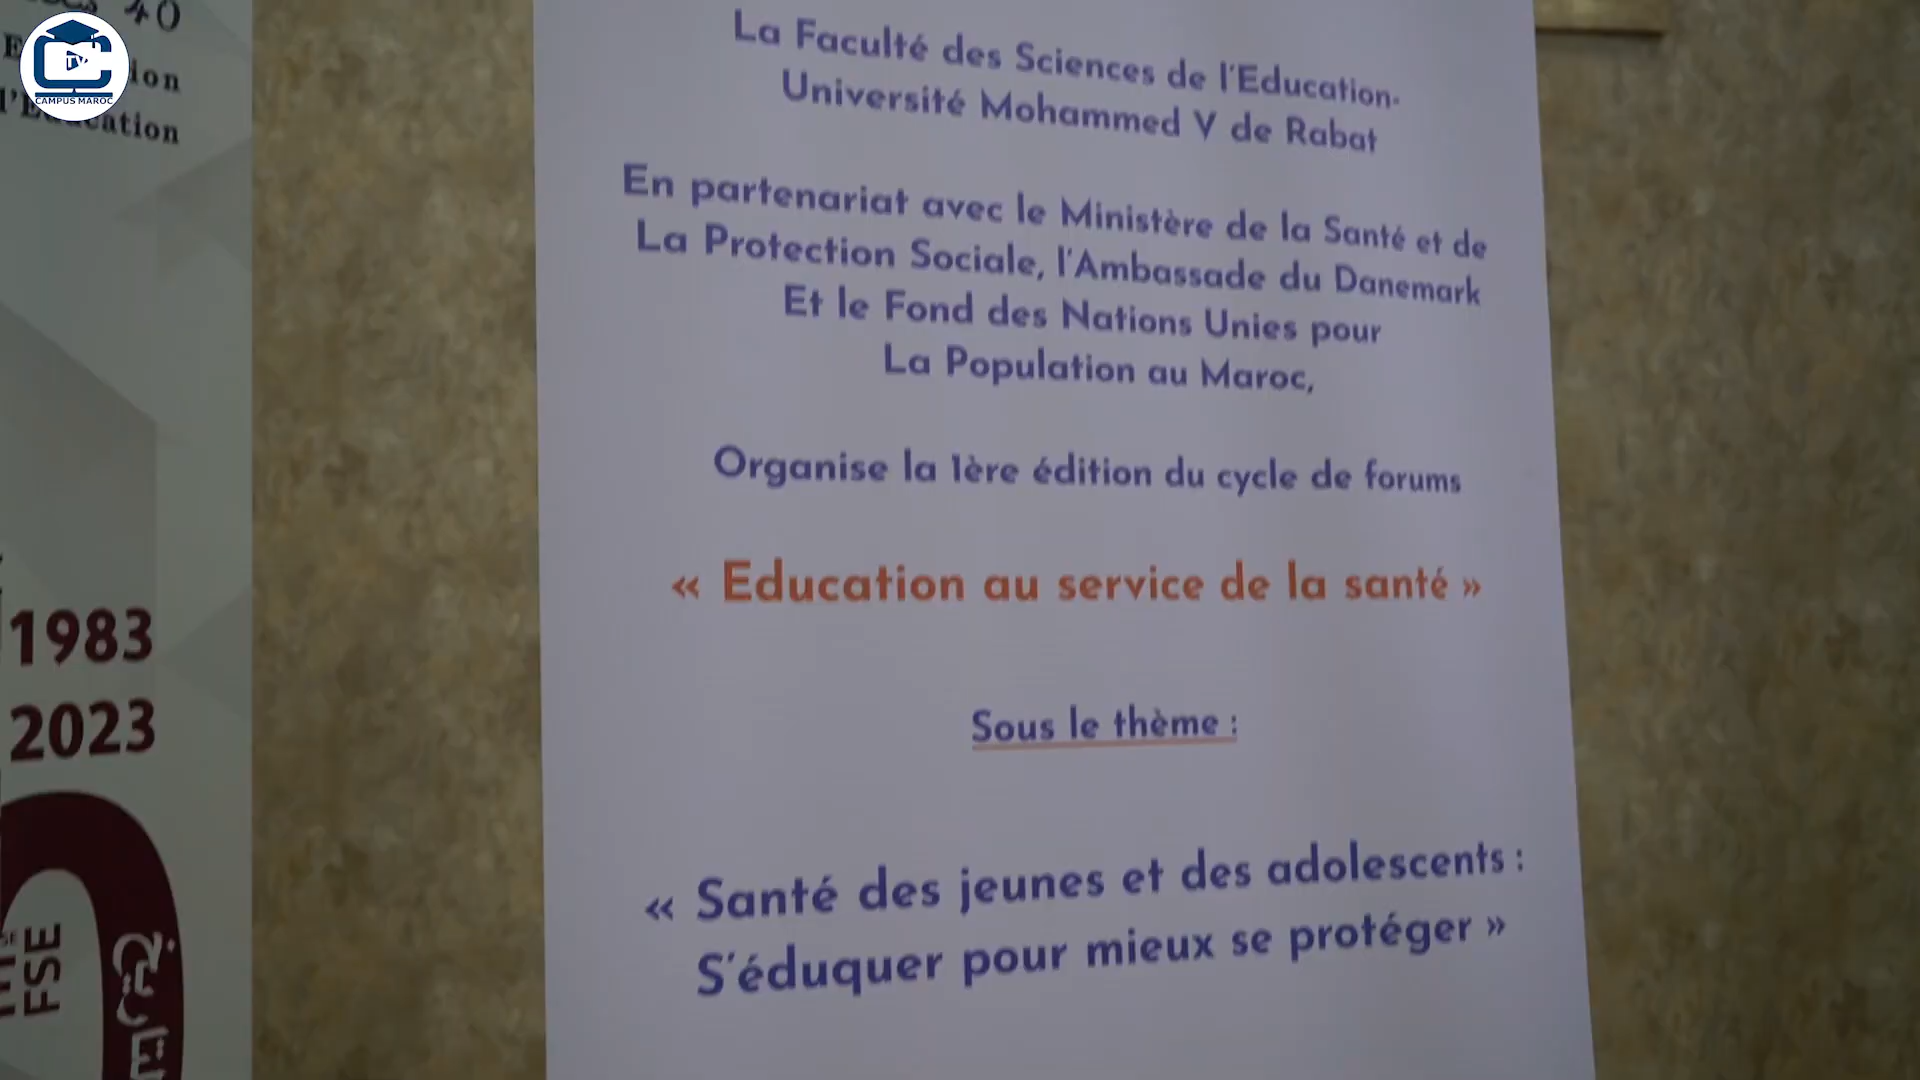 40
ion
l'Education
TV
CAMPUS MAROC
1983
2023
FSE
La Faculté des Sciences de l'Education-
Université Mohammed V de Rabat
En partenariat avec le Ministère de la Santé et de
La Protection Sociale, l'Ambassade du Danemark
Et le Fond des Nations Unies pour
La Population au Maroc,
Organise la 1ère édition du cycle de forums
« Education au service de la santé »
Sous le thème :
« Santé des jeunes et des adolescents :
S'éduquer pour mieux se protéger »